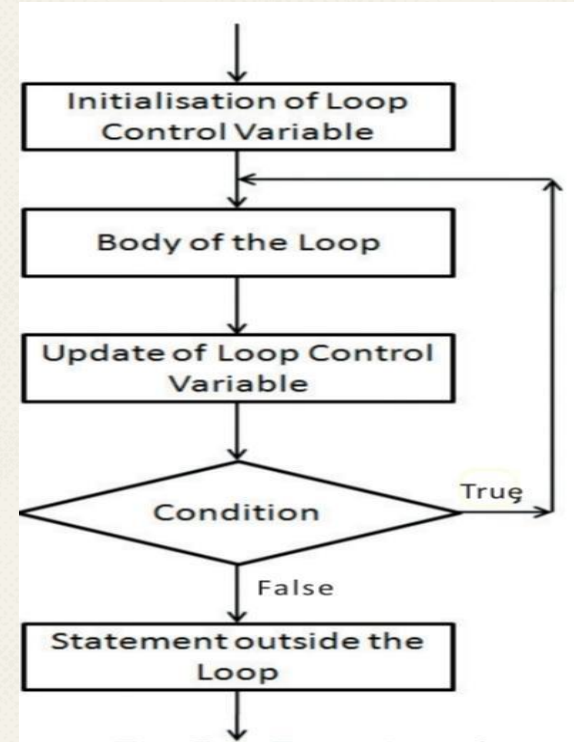 Initialisation of Loop
Control Variable
Body of the Loop
Update of Loop Control
Variable
Condition
True
False
Statement outside the
Loop